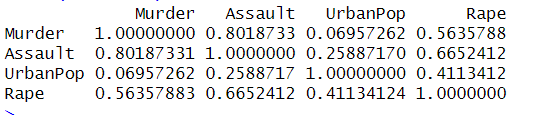 Murder Assault UrbanPop Rape
Murder 1.00000000 0.8018733 0.06957262 0.5635788
Assault 0.80187331 1.0000000 0.25887170 0.6652412
UrbanPop 0.06957262 0.2588717 1.00000000 0.4113412
Rape 0.56357883 0.6652412 0.41134124 1.0000000
>